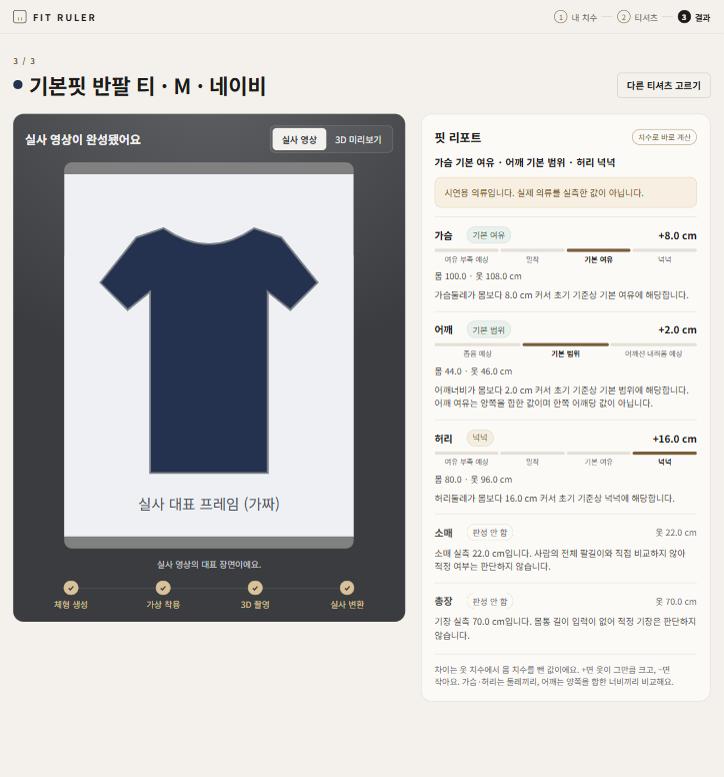 FIT RULER
1 내 치수
2 티셔츠
3 결과
3 / 3
기본핏 반팔 티 · M · 네이비
다른 티셔츠 고르기
실사 영상이 완성됐어요
실사 영상
3D 미리보기
실사 대표 프레임 (가짜)
실사 영상의 대표 장면이에요.
체형 생성
가상 착용
3D 촬영
실사 변환
핏 리포트
치수로 바로 계산
가슴 기본 여유 · 어깨 기본 범위 · 허리 넉넉
시연용 의류입니다. 실제 의류를 실측한 값이 아닙니다.
가슴 기본 여유 +8.0 cm
여유 부족 예상 밀착 기본 여유 넉넉
몸 100.0 · 옷 108.0 cm
가슴둘레가 몸보다 8.0 cm 커서 초기 기준상 기본 여유에 해당합니다.
어깨 기본 범위 +2.0 cm
좁음 예상 기본 범위 어깨선 내려옴 예상
몸 44.0 · 옷 46.0 cm
어깨너비가 몸보다 2.0 cm 커서 초기 기준상 기본 범위에 해당합니다.
어깨 여유는 양쪽을 합한 값이며 한쪽 어깨당 값이 아닙니다.
허리 넉넉 +16.0 cm
여유 부족 예상 밀착 기본 여유 넉넉
몸 80.0 · 옷 96.0 cm
허리둘레가 몸보다 16.0 cm 커서 초기 기준상 넉넉에 해당합니다.
소매 판정 안 함 옷 22.0 cm
소매 실측 22.0 cm입니다. 사람의 전체 팔길이와 직접 비교하지 않아
적정 여부는 판단하지 않습니다.
총장 판정 안 함 옷 70.0 cm
기장 실측 70.0 cm입니다. 몸통 길이 입력이 없어 적정 기장은 판단하지
않습니다.
차이는 옷 치수에서 몸 치수를 뺀 값이에요. +면 옷이 그만큼 크고, −면
작아요. 가슴·허리는 둘레끼리, 어깨는 양쪽을 합한 너비끼리 비교해요.